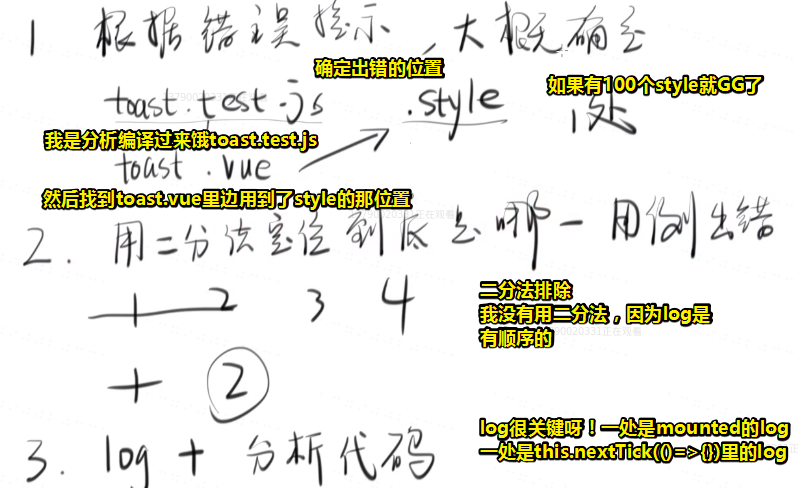 1 根据错误提示，大概确定
确定出错的位置
如果有100个style就GG了
toast.test.js .style 1处
我是分析编译过来饿toast.test.js
toast.vue
然后找到toast.vue里边用到了style的那位置
2. 用二分法定位到底是哪一用例出错
1 2 3 4
二分法排除
我没有用二分法，因为log是
有顺序的
2
log很关键呀！一处是mounted的log
一处是this.nextTick(()=>{})里的log
3. log + 分析代码